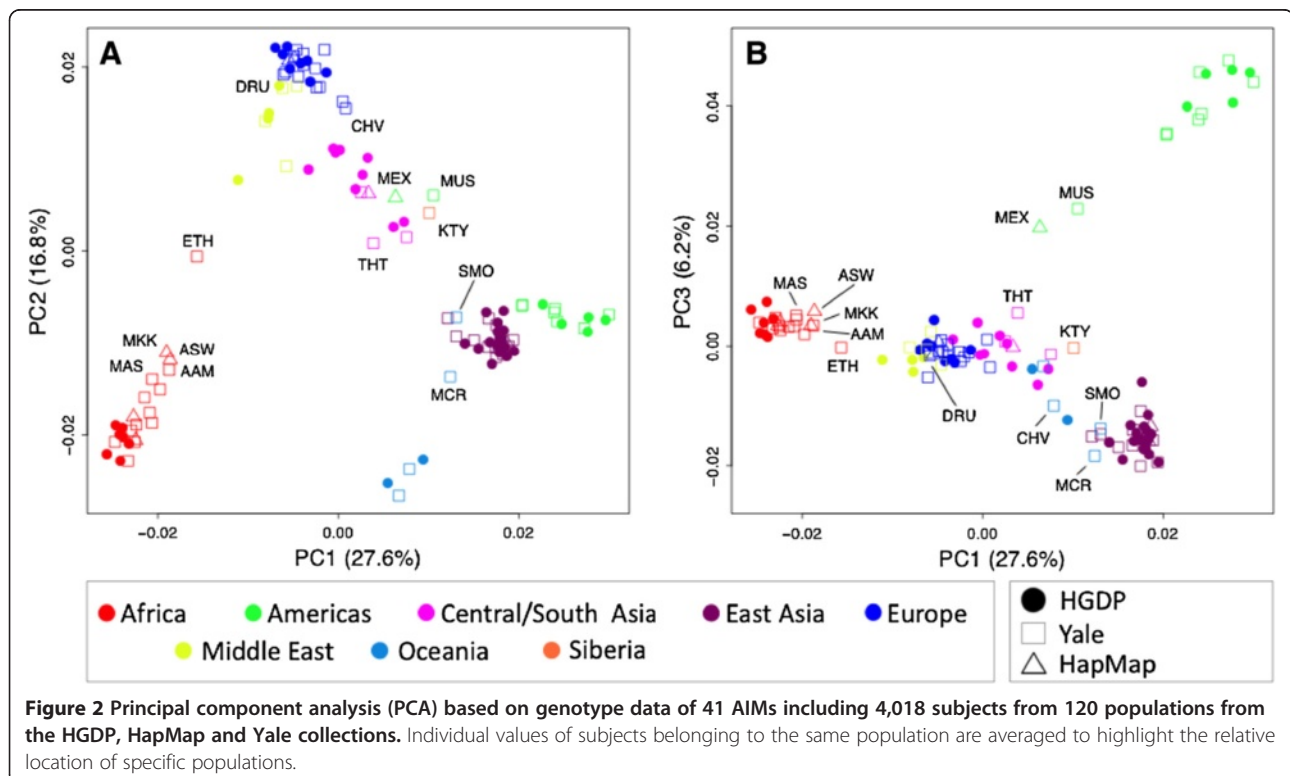 A
0.02
0.00
−0.02
PC2 (16.8%)
DRU
CHV
MEX
MUS
KTY
THT
ETH
SMO
MKK
ASW
MAS
AAM
MCR
−0.02
0.00
0.02
PC1 (27.6%)
B
0.04
0.02
0.00
−0.02
PC3 (6.2%)
MUS
MEX
MAS
ASW
THT
MKK
AAM
KTY
ETH
DRU
SMO
CHV
MCR
−0.02
0.00
0.02
PC1 (27.6%)
Africa Americas Central/South Asia East Asia Europe
Middle East Oceania Siberia
HGDP
Yale
HapMap
Figure 2 Principal component analysis (PCA) based on genotype data of 41 AIMs including 4,018 subjects from 120 populations from
the HGDP, HapMap and Yale collections. Individual values of subjects belonging to the same population are averaged to highlight the relative
location of specific populations.